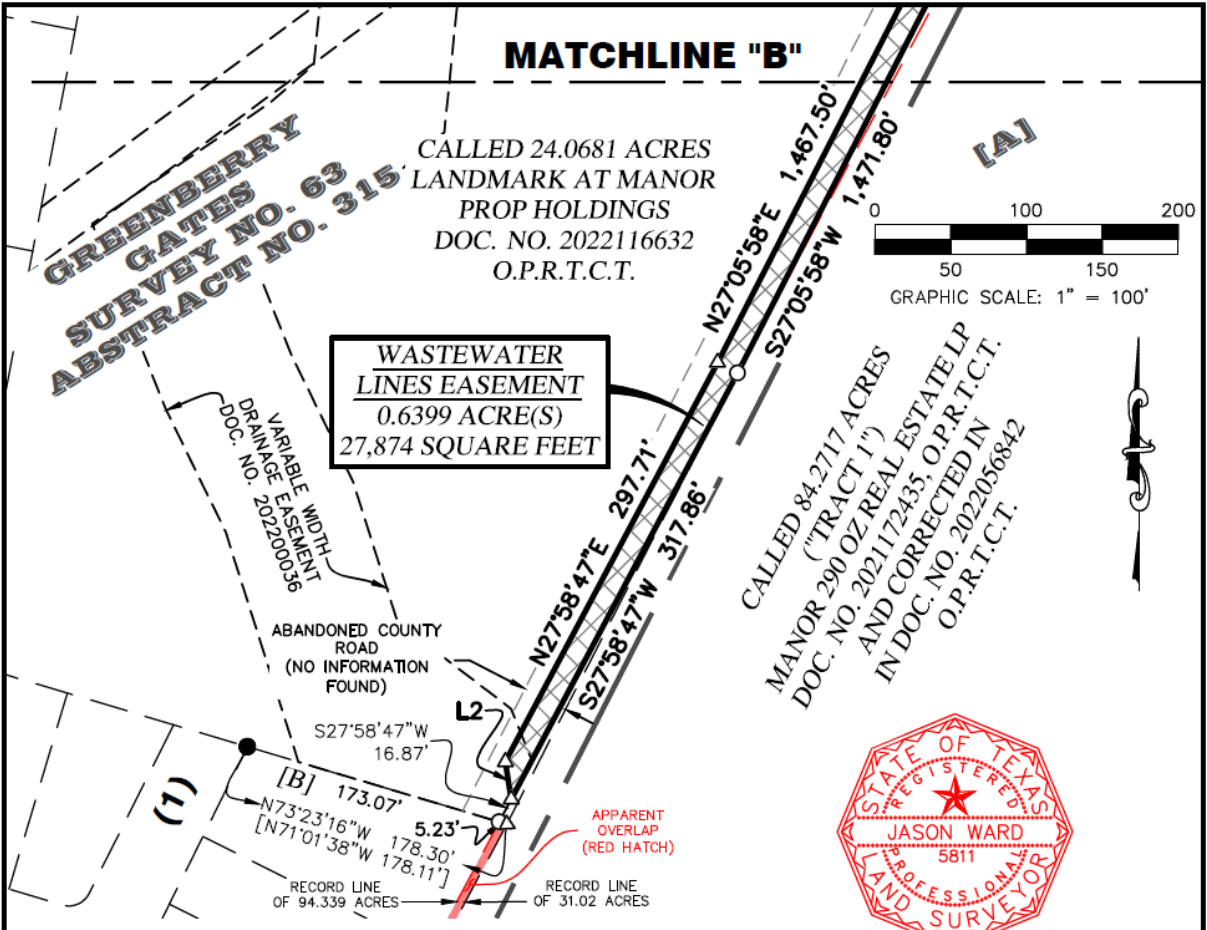 MATCHLINE "B"
GREENBERRY
GATES
SURVEY NO. 63
ABSTRACT NO. 315
CALLED 24.0681 ACRES
LANDMARK AT MANOR
PROP HOLDINGS
DOC. NO. 2022116632
O.P.R.T.C.T.
1,467.50'
N27°05'58"E
1,471.80'
S27°05'58"W
[A]
0 100 200
50 150
GRAPHIC SCALE: 1" = 100'
WASTEWATER
LINES EASEMENT
0.6399 ACRE(S)
27,874 SQUARE FEET
CALLED 84.2717 ACRES
("TRACT 1")
MANOR 290 OZ REAL ESTATE LP
DOC. NO. 2021172435, O.P.R.T.C.T.
AND CORRECTED IN
IN DOC. NO. 2022056842
O.P.R.T.C.T.
VARIABLE WIDTH
DRAINAGE EASEMENT
DOC. NO. 202200036
N27°58'47"E 297.71'
S27°58'47"W 317.86'
ABANDONED COUNTY
ROAD
(NO INFORMATION
FOUND)
L2
S27°58'47"W
16.87'
[B] 173.07'
(1)
N73°23'16"W 178.30'
[N71°01'38"W 178.11']
5.23'
APPARENT
OVERLAP
(RED HATCH)
RECORD LINE
OF 94.339 ACRES
RECORD LINE
OF 31.02 ACRES
STATE OF TEXAS
REGISTERED
JASON WARD
5811
PROFESSIONAL
LAND SURVEYOR